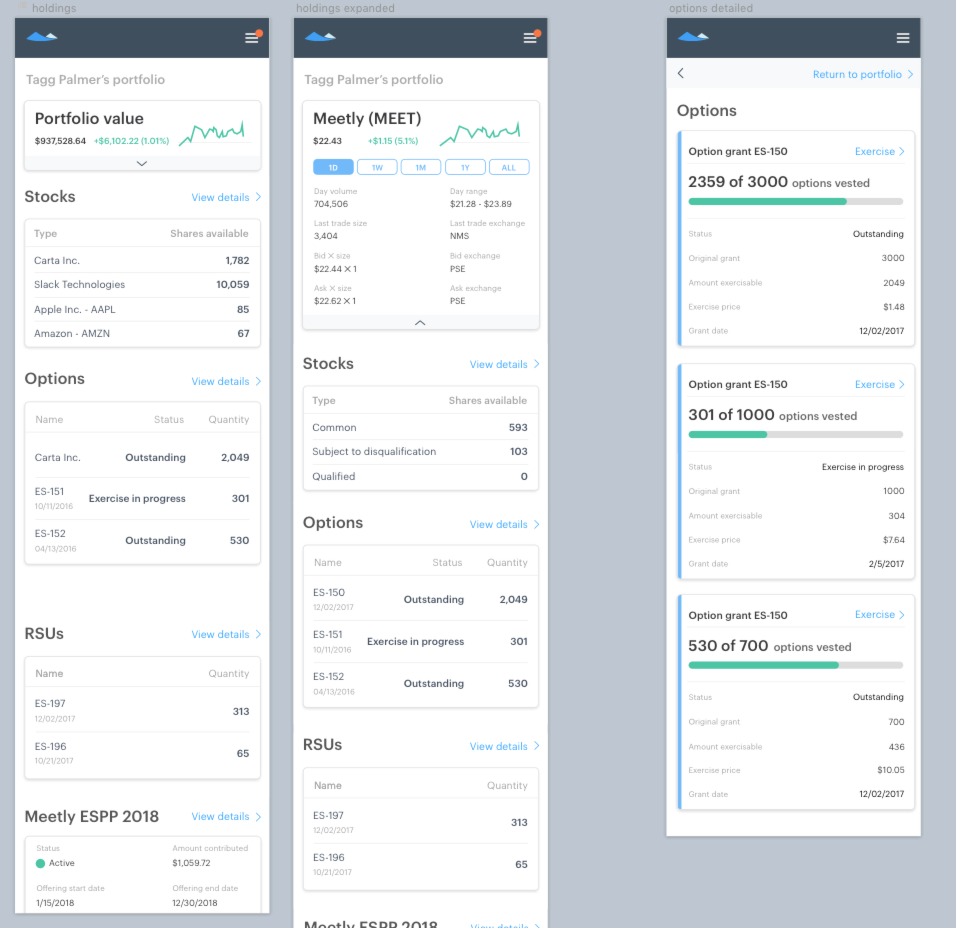 holdings
Tagg Palmer's portfolio
Portfolio value
$937,528.64 +$6,102.22 (1.01%)
Stocks View details
Type Shares available
Carta Inc. 1,782
Slack Technologies 10,059
Apple Inc. - AAPL 85
Amazon - AMZN 67
Options View details
Name Status Quantity
Carta Inc. Outstanding 2,049
ES-151 Exercise in progress 301
10/11/2016
ES-152 Outstanding 530
04/13/2016
RSUs View details
Name Quantity
ES-197 313
12/02/2017
ES-196 65
10/21/2017
Meetly ESPP 2018 View details
Status Amount contributed
Active $1,059.72
Offering start date Offering end date
1/15/2018 12/30/2018
holdings expanded
Tagg Palmer's portfolio
Meetly (MEET)
$22.43 +$1.15 (5.1%)
1D 1W 1M 1Y ALL
Day volume Day range
704,506 $21.28 - $23.89
Last trade size Last trade exchange
3,404 NMS
Bid X size Bid exchange
$22.44 X 1 PSE
Ask X size Ask exchange
$22.62 X 1 PSE
Stocks View details
Type Shares available
Common 593
Subject to disqualification 103
Qualified 0
Options View details
Name Status Quantity
ES-150 Outstanding 2,049
12/02/2017
ES-151 Exercise in progress 301
10/11/2016
ES-152 Outstanding 530
04/13/2016
RSUs View details
Name Quantity
ES-197 313
12/02/2017
ES-196 65
10/21/2017
Meetly ESPP 2018 View details
options detailed
Return to portfolio
Options
Option grant ES-150 Exercise
2359 of 3000 options vested
Status Outstanding
Original grant 3000
Amount exercisable 2049
Exercise price $1.48
Grant date 12/02/2017
Option grant ES-150 Exercise
301 of 1000 options vested
Status Exercise in progress
Original grant 1000
Amount exercisable 304
Exercise price $7.64
Grant date 2/5/2017
Option grant ES-150 Exercise
530 of 700 options vested
Status Outstanding
Original grant 700
Amount exercisable 436
Exercise price $10.05
Grant date 12/02/2017